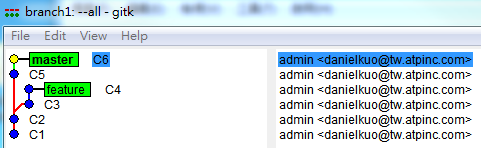 branch1: --all - gitk
File Edit View Help
master C6 admin <danielkuo@tw.atpinc.com>
C5 admin <danielkuo@tw.atpinc.com>
feature C4 admin <danielkuo@tw.atpinc.com>
C3 admin <danielkuo@tw.atpinc.com>
C2 admin <danielkuo@tw.atpinc.com>
C1 admin <danielkuo@tw.atpinc.com>